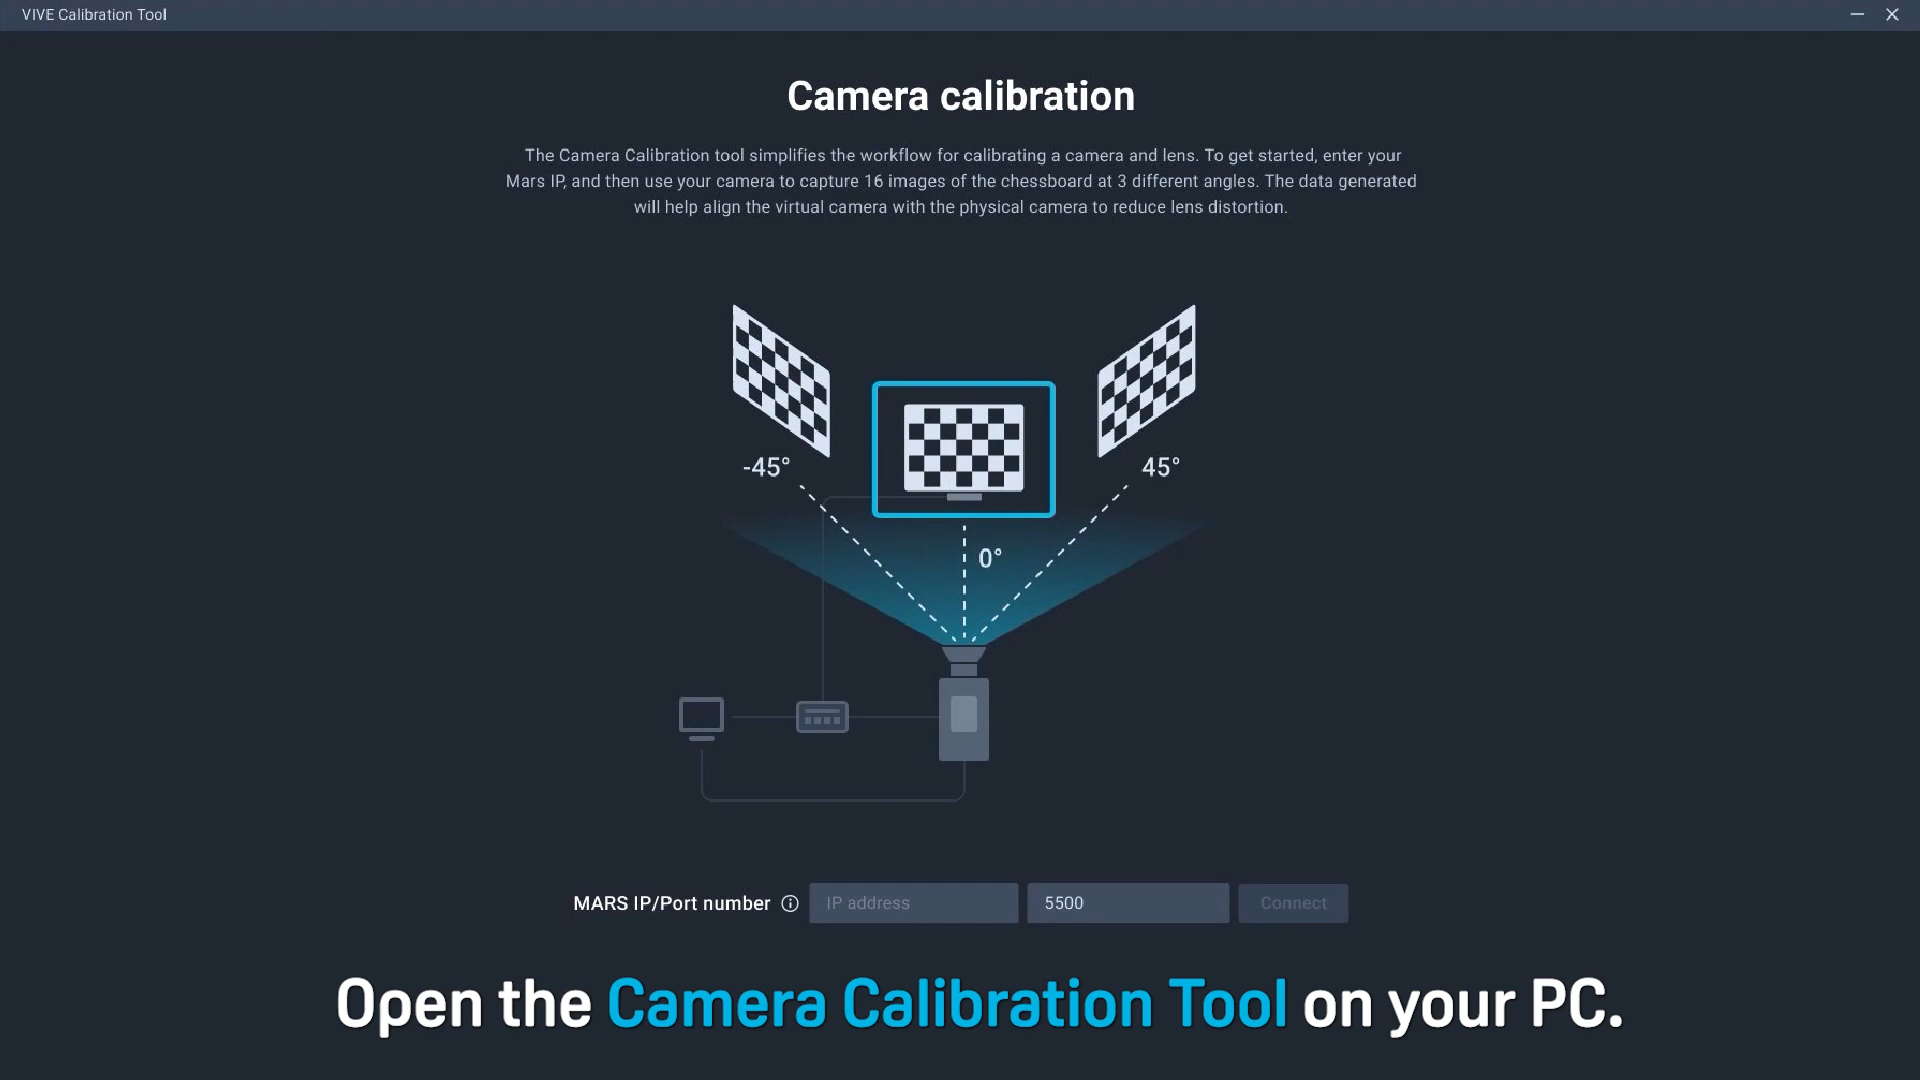 VIVE Calibration Tool
Camera calibration
The Camera Calibration tool simplifies the workflow for calibrating a camera and lens. To get started, enter your
Mars IP, and then use your camera to capture 16 images of the chessboard at 3 different angles. The data generated
will help align the virtual camera with the physical camera to reduce lens distortion.
-45°
45°
0°
MARS IP/Port number
IP address
5500
Connect
Open the Camera Calibration Tool on your PC.